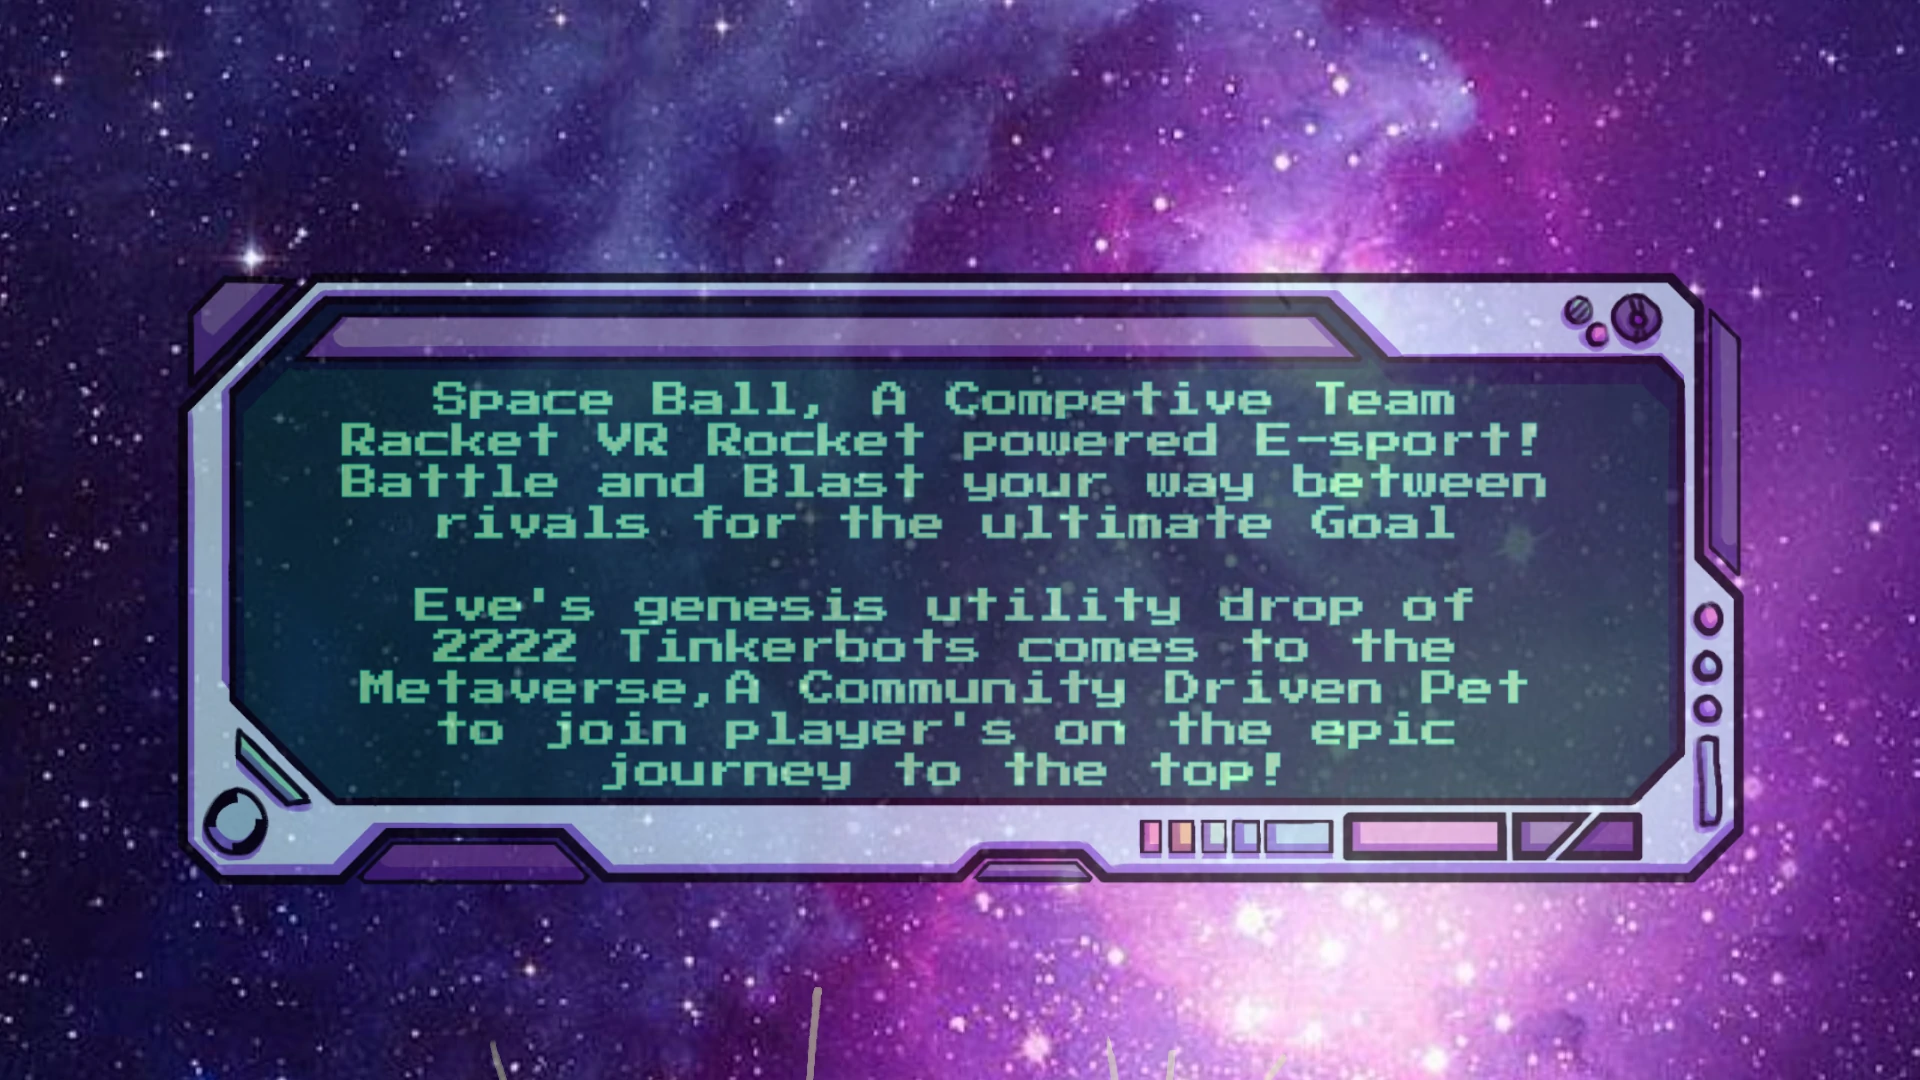 Space Ball, A Competive Team
Racket VR Rocket powered E-sport!
Battle and Blast your way between
rivals for the ultimate Goal
Eve's genesis utility drop of
2222 Tinkerbots comes to the
Metaverse,A Community Driven Pet
to join player's on the epic
journey to the top!